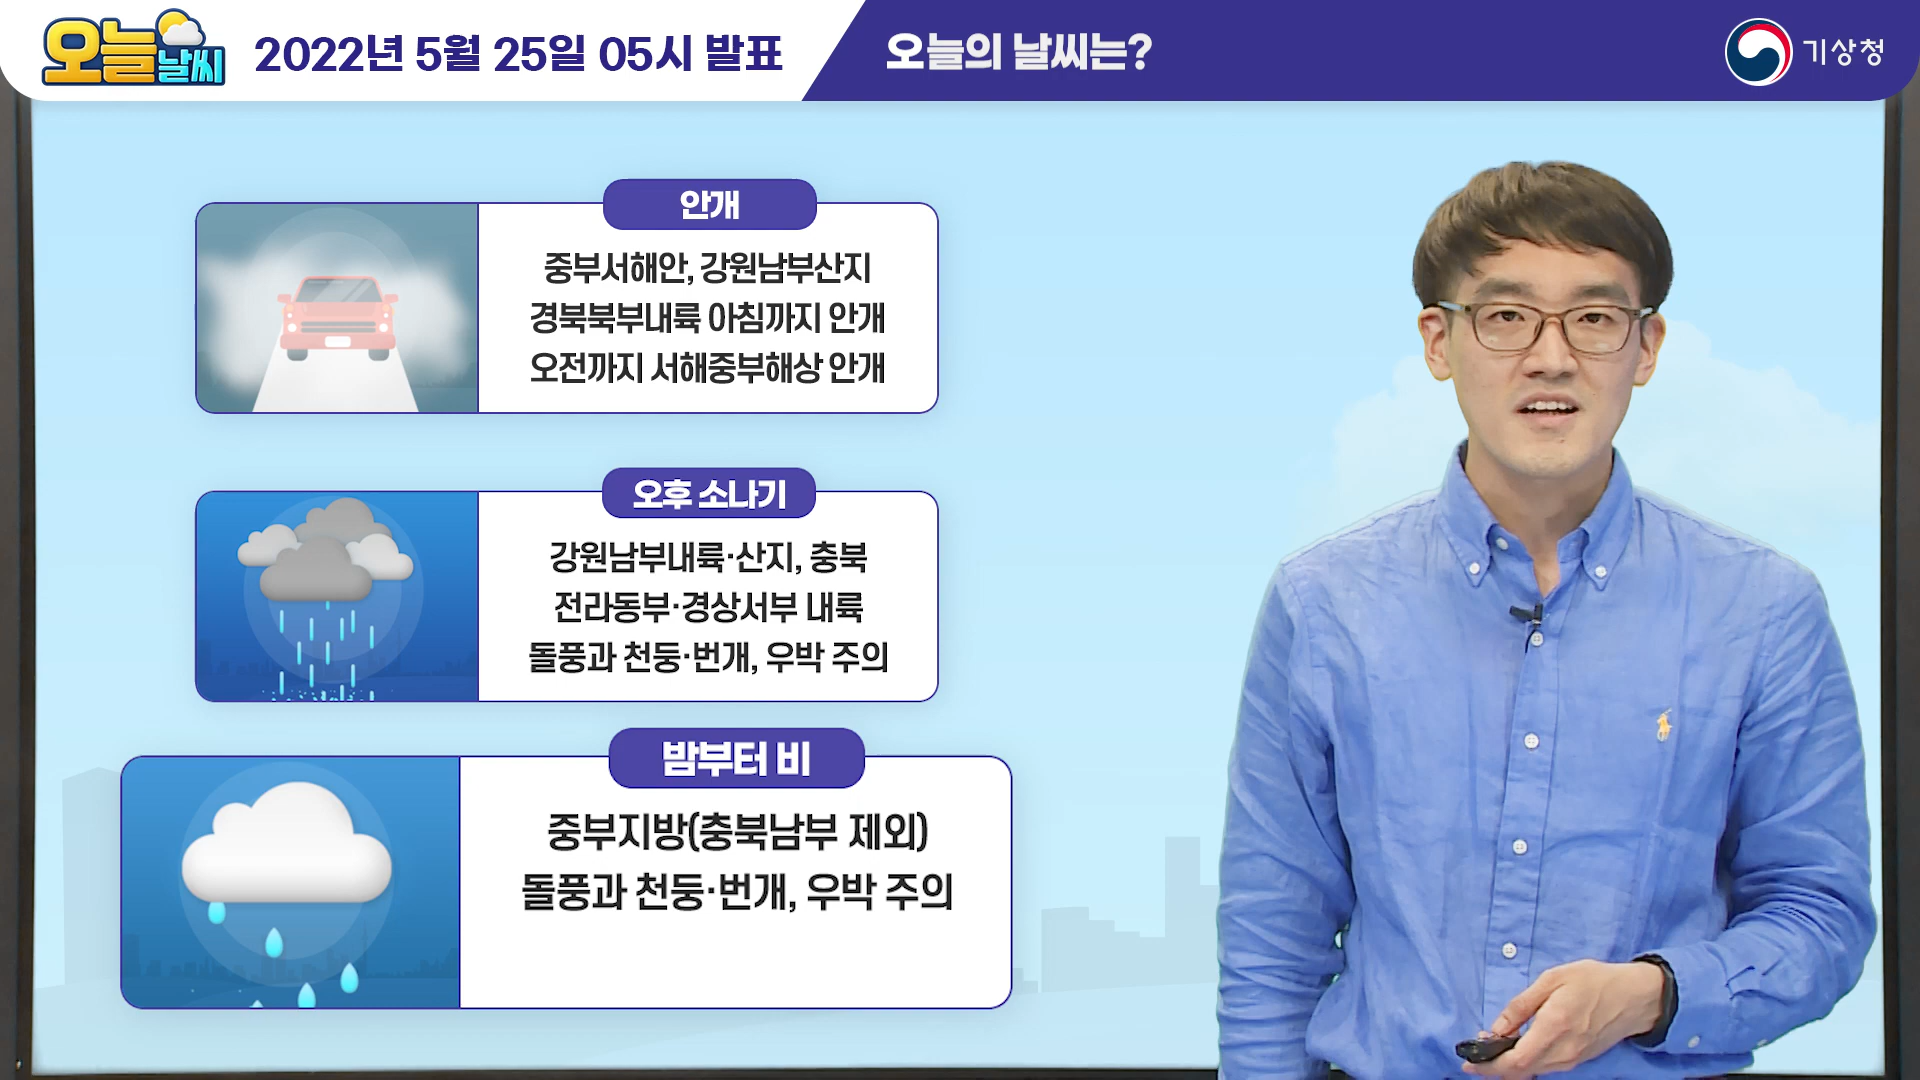 오늘날씨
2022년 5월 25일 05시 발표
오늘의 날씨는?
기상청
안개
중부서해안, 강원남부산지
경북북부내륙 아침까지 안개
오전까지 서해중부해상 안개
오후 소나기
강원남부내륙·산지, 충북
전라동부·경상서부 내륙
돌풍과 천둥·번개, 우박 주의
밤부터 비
중부지방(충북남부 제외)
돌풍과 천둥·번개, 우박 주의